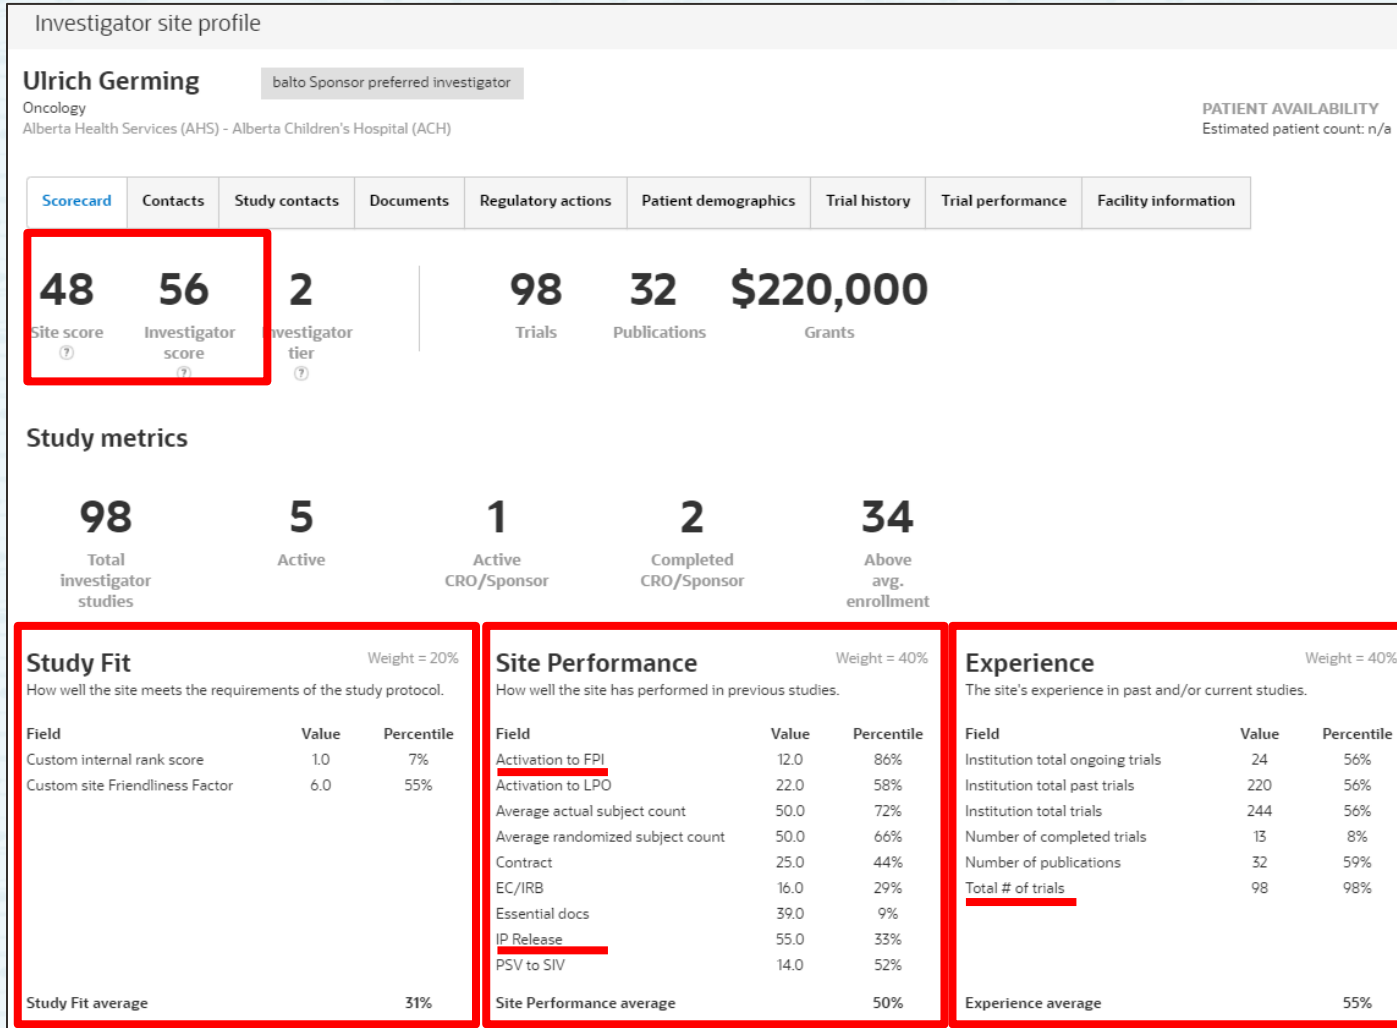 Investigator site profile
Ulrich Germing
balto Sponsor preferred investigator
Oncology
Alberta Health Services (AHS) - Alberta Children's Hospital (ACH)
PATIENT AVAILABILITY
Estimated patient count: n/a
Scorecard Contacts Study contacts Documents Regulatory actions Patient demographics Trial history Trial performance Facility information
48 56 2 98 32 $220,000
Site score Investigator score Investigator tier Trials Publications Grants
? ? ?
Study metrics
98 5 1 2 34
Total investigator studies Active Active CRO/Sponsor Completed CRO/Sponsor Above avg. enrollment
Study Fit Weight = 20%
How well the site meets the requirements of the study protocol.
Field Value Percentile
Custom internal rank score 1.0 7%
Custom site Friendliness Factor 6.0 55%
Study Fit average 31%
Site Performance Weight = 40%
How well the site has performed in previous studies.
Field Value Percentile
Activation to FPI 12.0 86%
Activation to LPO 22.0 58%
Average actual subject count 50.0 72%
Average randomized subject count 50.0 66%
Contract 25.0 44%
EC/IRB 16.0 29%
Essential docs 39.0 9%
IP Release 55.0 33%
PSV to SIV 14.0 52%
Site Performance average 50%
Experience Weight = 40%
The site's experience in past and/or current studies.
Field Value Percentile
Institution total ongoing trials 24 56%
Institution total past trials 220 56%
Institution total trials 244 56%
Number of completed trials 13 8%
Number of publications 32 59%
Total # of trials 98 98%
Experience average 55%